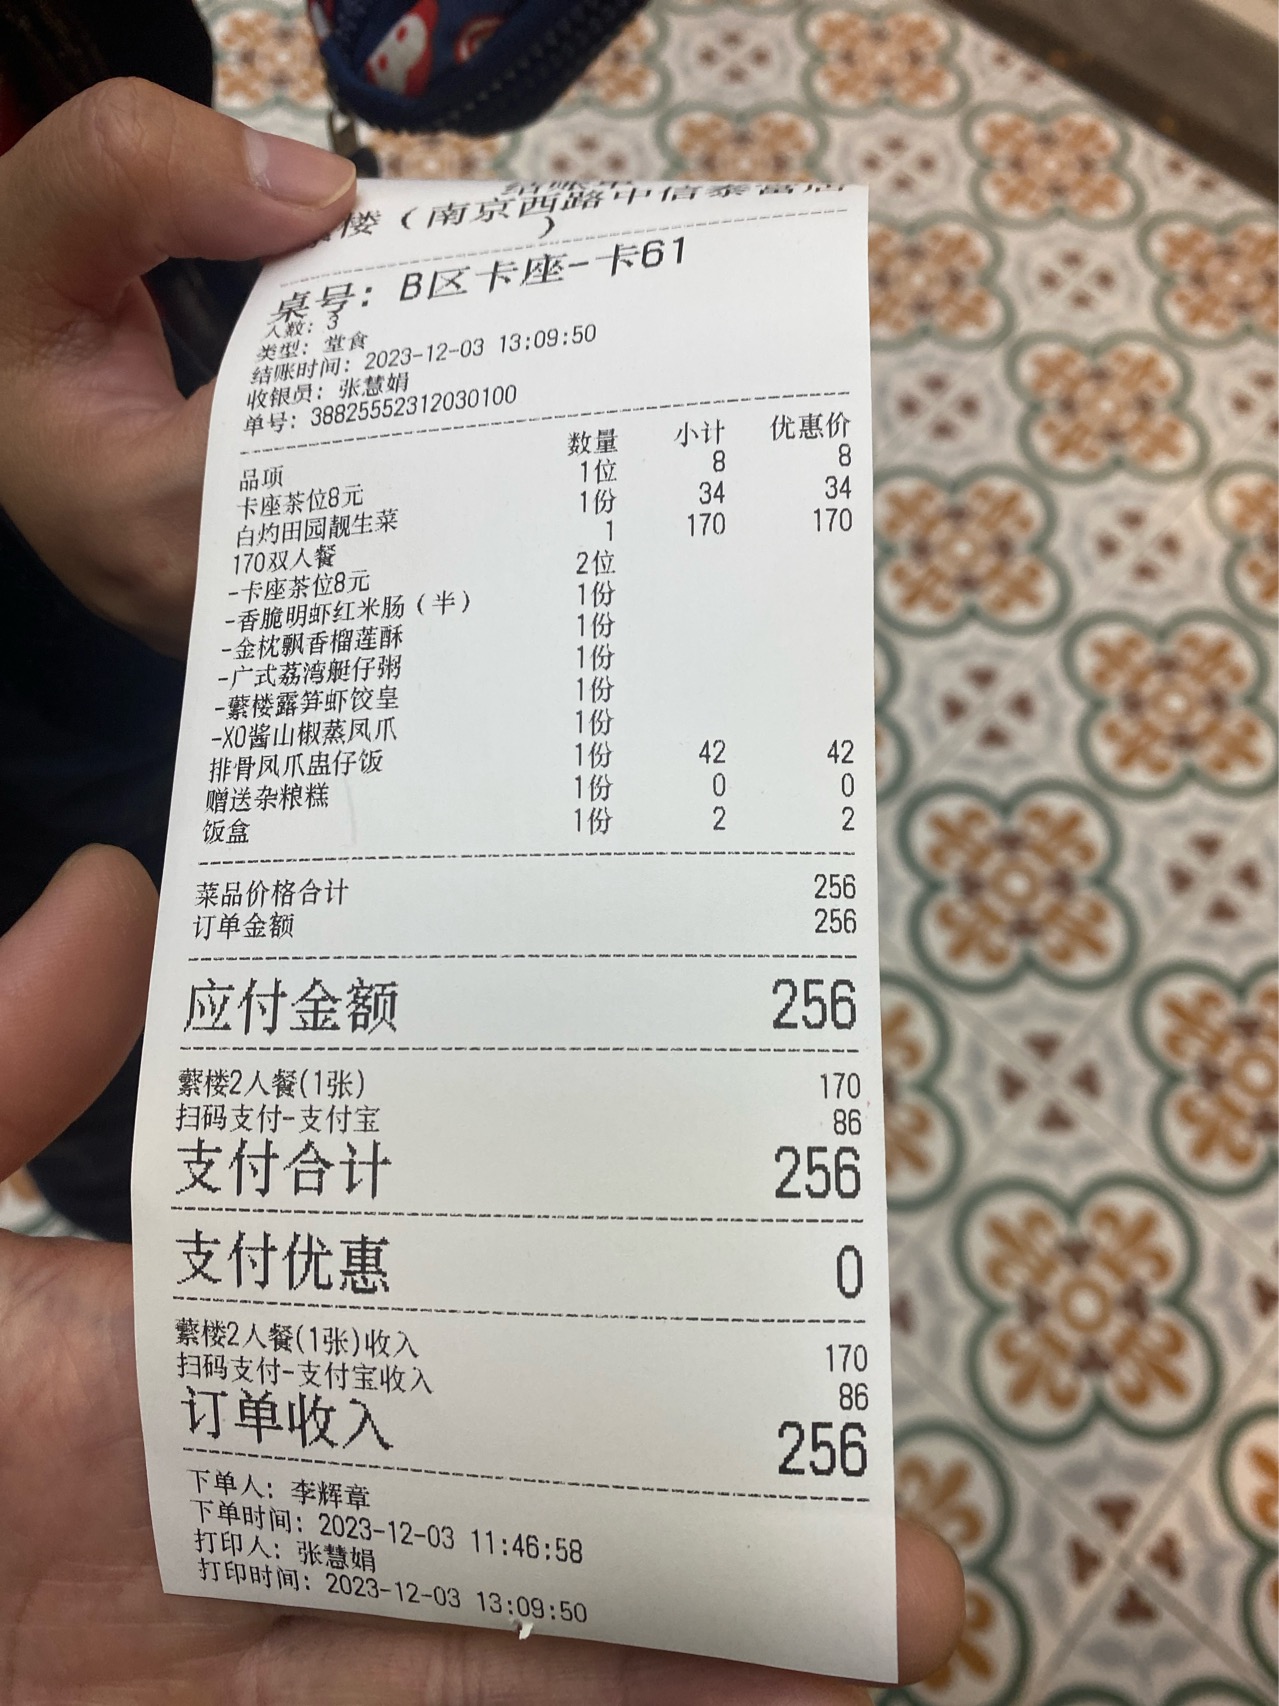 结账单
蘩楼（南京西路中信泰富店
）
桌号：B区卡座-卡61
人数：3
类型：堂食
结账时间：2023-12-03 13:09:50
收银员：张慧娟
单号：38825552312030100
品项 数量 小计 优惠价
卡座茶位8元 1位 8 8
白灼田园靓生菜 1份 34 34
170双人餐 1 170 170
-卡座茶位8元 2位
-香脆明虾红米肠（半） 1份
-金枕飘香榴莲酥 1份
-广式荔湾艇仔粥 1份
-蘩楼露笋虾饺皇 1份
-XO酱山椒蒸凤爪 1份
排骨凤爪盅仔饭 1份 42 42
赠送杂粮糕 1份 0 0
饭盒 1份 2 2
菜品价格合计 256
订单金额 256
应付金额 256
蘩楼2人餐(1张) 170
扫码支付-支付宝 86
支付合计 256
支付优惠 0
蘩楼2人餐(1张)收入 170
扫码支付-支付宝收入 86
订单收入 256
下单人：李辉章
下单时间：2023-12-03 11:46:58
打印人：张慧娟
打印时间：2023-12-03 13:09:50